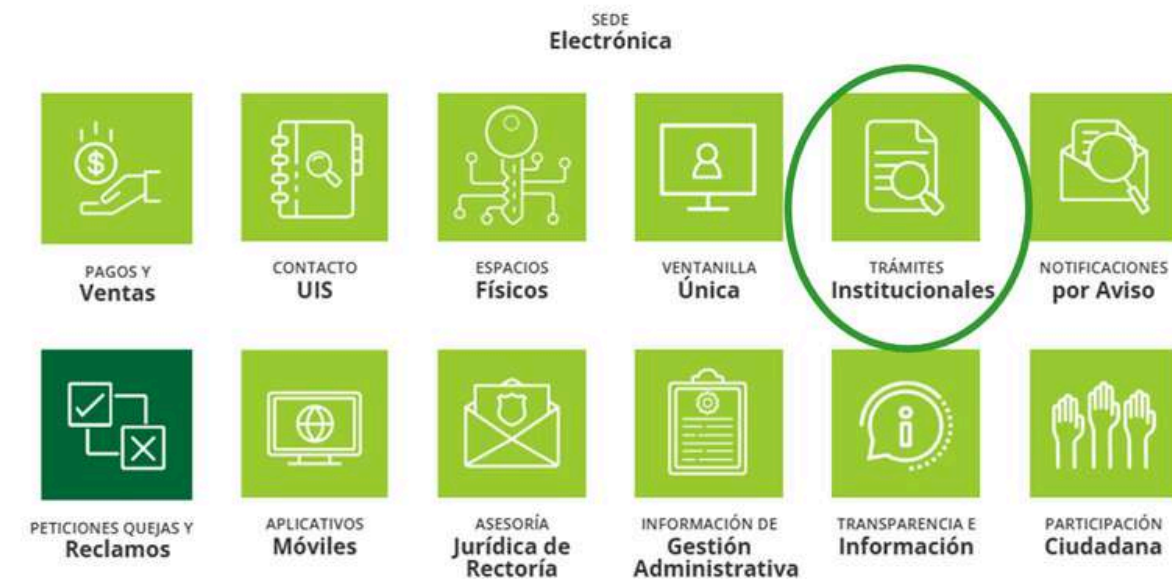 SEDE
Electrónica
PAGOS Y
Ventas
CONTACTO
UIS
ESPACIOS
Físicos
VENTANILLA
Única
TRÁMITES
Institucionales
NOTIFICACIONES
por Aviso
PETICIONES QUEJAS Y
Reclamos
APLICATIVOS
Móviles
ASESORÍA
Jurídica de
Rectoría
INFORMACIÓN DE
Gestión
Administrativa
TRANSPARENCIA E
Información
PARTICIPACIÓN
Ciudadana